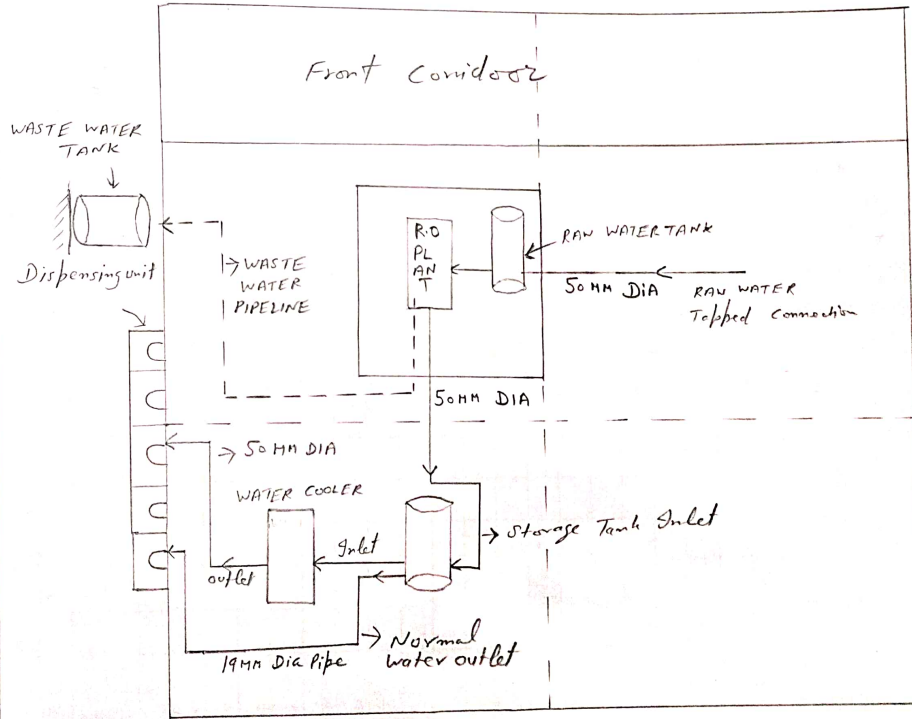 Front Corridoor
WASTE WATER
TANK
R.O
PL
AN
T
RAW WATER TANK
50 MM DIA
RAW WATER
Tapped Connection
Dispensing unit
WASTE
WATER
PIPELINE
50MM DIA
50 MM DIA
WATER COOLER
Inlet
outlet
Storage Tank Inlet
Normal
water outlet
19MM Dia Pipe